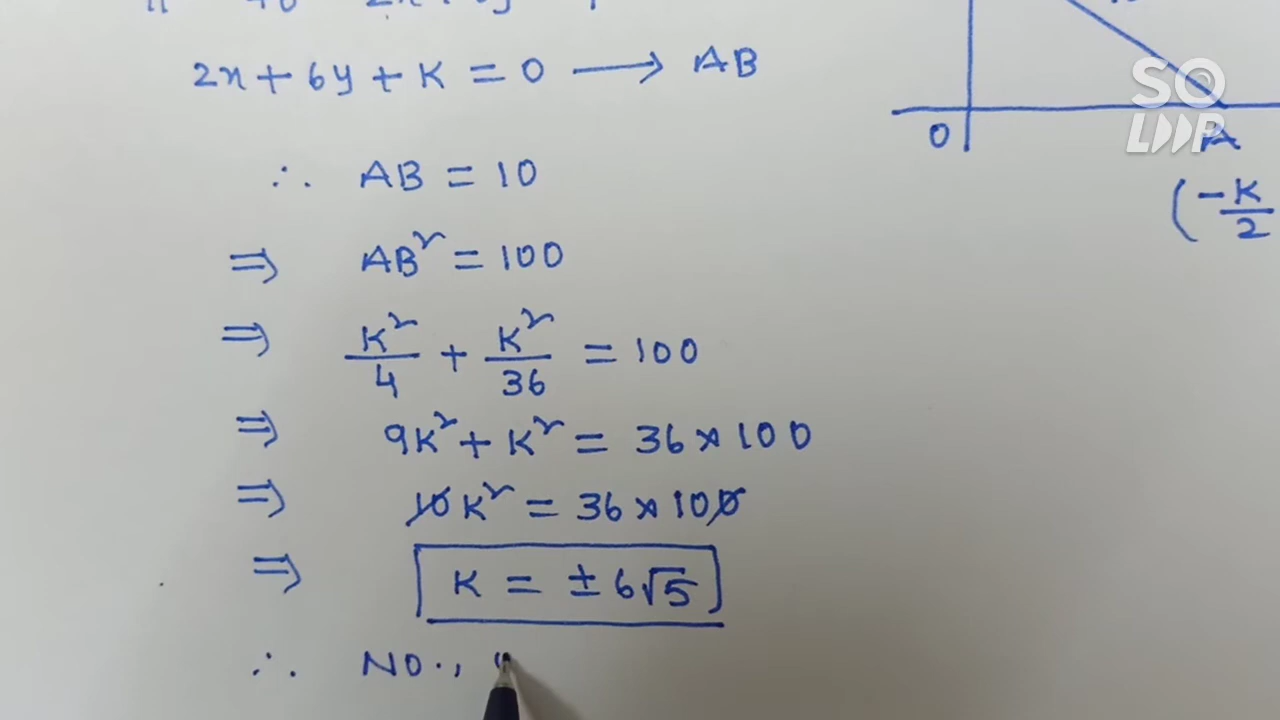 2x + 6y + K = 0 → AB
O
A
(-K/2
∴ AB = 10
⇒ AB² = 100
⇒ K²/4 + K²/36 = 100
⇒ 9K² + K² = 36 × 100
⇒ 10K² = 36 × 100
⇒ K = ±6√5
∴ No.,
SO
LOOP